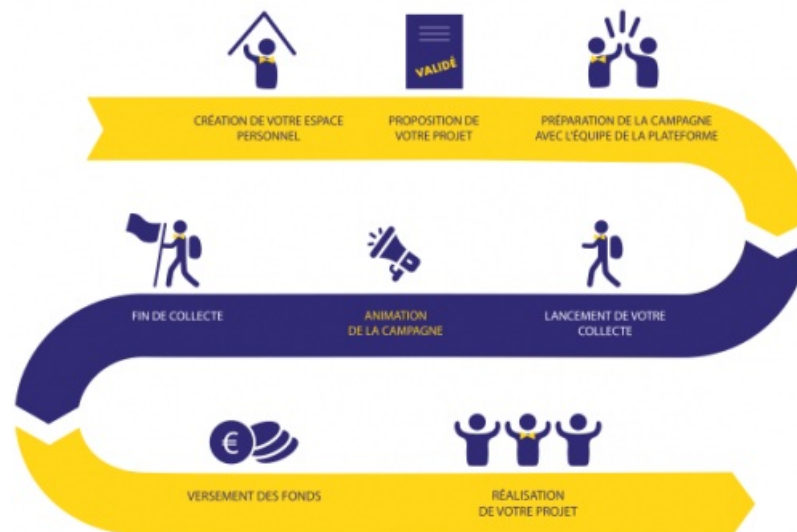 VALIDÉ
CRÉATION DE VOTRE ESPACE
PERSONNEL
PROPOSITION DE
VOTRE PROJET
PRÉPARATION DE LA CAMPAGNE
AVEC L'ÉQUIPE DE LA PLATEFORME
LANCEMENT DE VOTRE
COLLECTE
ANIMATION
DE LA CAMPAGNE
FIN DE COLLECTE
€
VERSEMENT DES FONDS
RÉALISATION
DE VOTRE PROJET